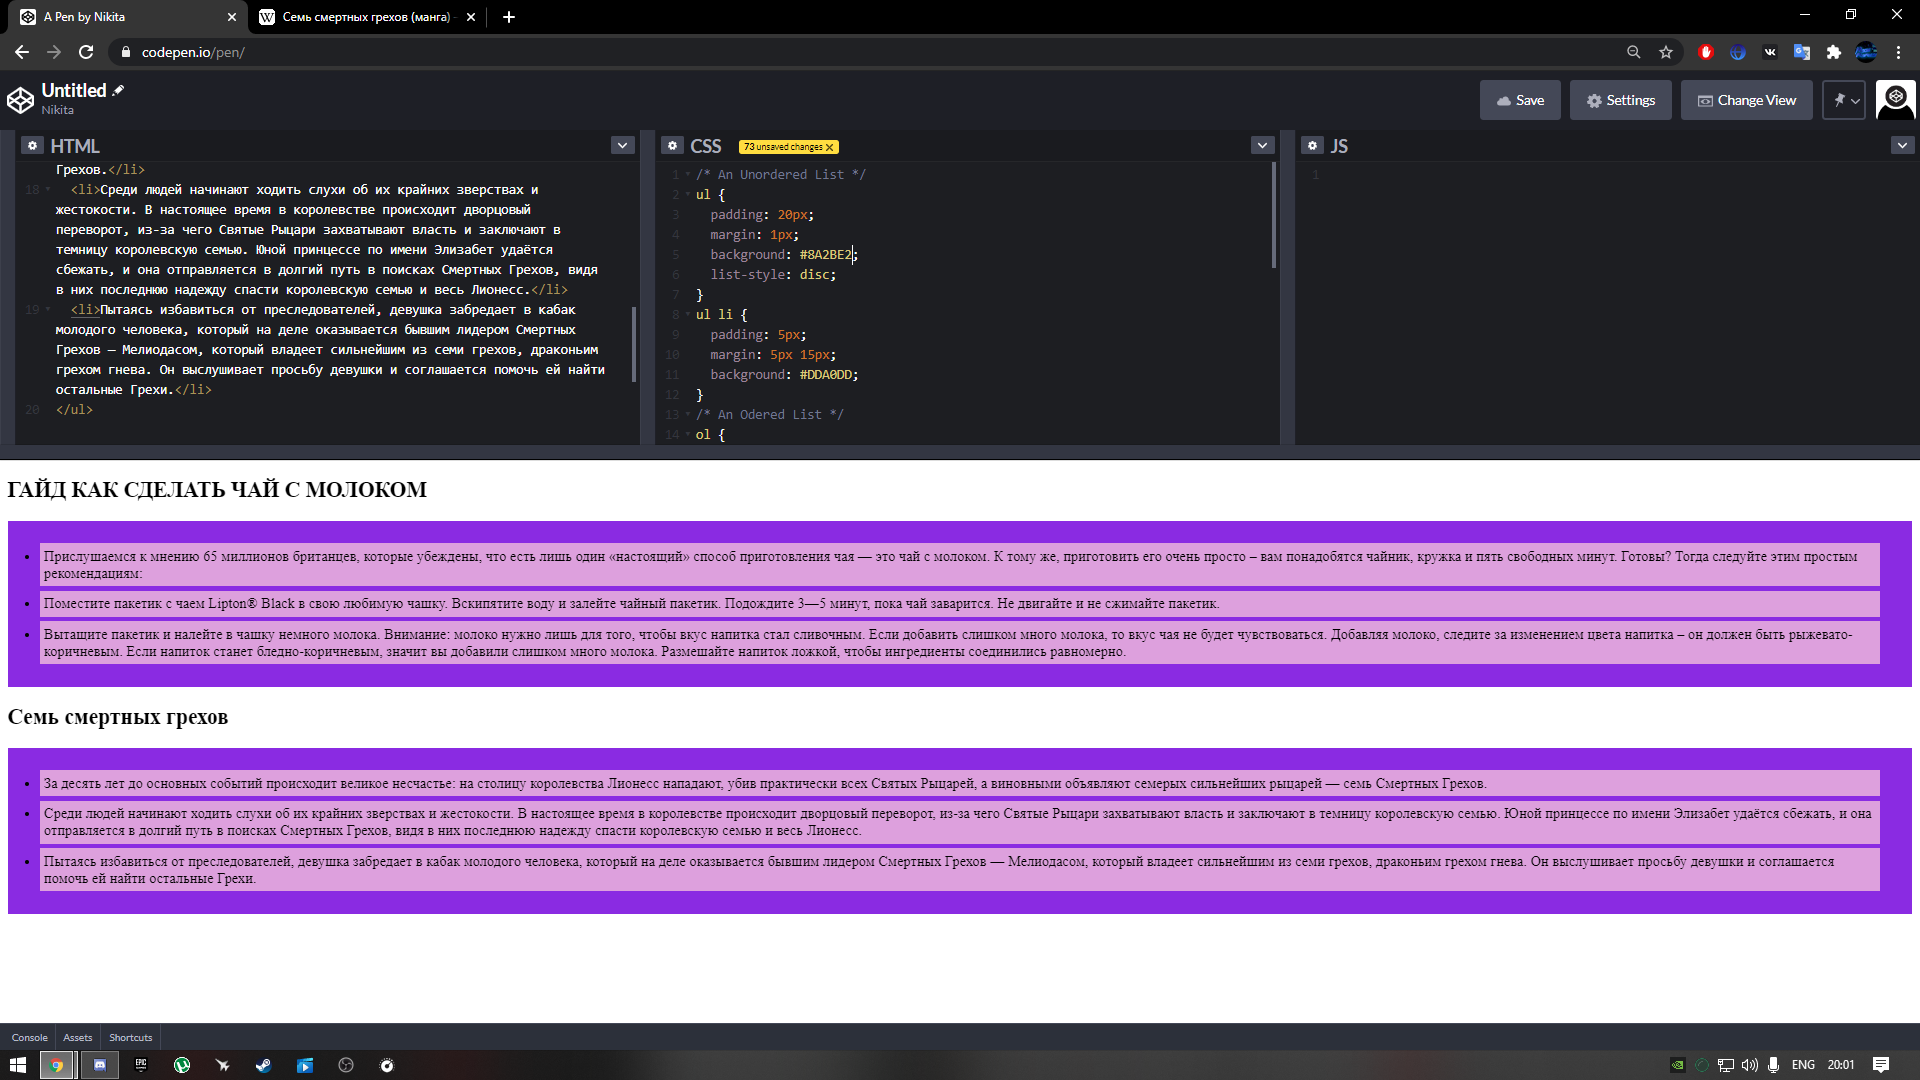 A Pen by Nikita
Семь смертных грехов (манга)
codepen.io/pen/
Untitled
Nikita
Save
Settings
Change View
HTML
Грехов.</li>
18 <li>Среди людей начинают ходить слухи об их крайних зверствах и
жестокости. В настоящее время в королевстве происходит дворцовый
переворот, из-за чего Святые Рыцари захватывают власть и заключают в
темницу королевскую семью. Юной принцессе по имени Элизабет удаётся
сбежать, и она отправляется в долгий путь в поисках Смертных Грехов, видя
в них последнюю надежду спасти королевскую семью и весь Лионесс.</li>
19 <li>Пытаясь избавиться от преследователей, девушка забредает в кабак
молодого человека, который на деле оказывается бывшим лидером Смертных
Грехов — Мелиодасом, который владеет сильнейшим из семи грехов, драконьим
грехом гнева. Он выслушивает просьбу девушки и соглашается помочь ей найти
остальные Грехи.</li>
20 </ul>
CSS
73 unsaved changes X
1 /* An Unordered List */
2 ul {
3 padding: 20px;
4 margin: 1px;
5 background: #8A2BE2;
6 list-style: disc;
7 }
8 ul li {
9 padding: 5px;
10 margin: 5px 15px;
11 background: #DDA0DD;
12 }
13 /* An Odered List */
14 ol {
JS
1
ГАЙД КАК СДЕЛАТЬ ЧАЙ С МОЛОКОМ
• Прислушаемся к мнению 65 миллионов британцев, которые убеждены, что есть лишь один «настоящий» способ приготовления чая — это чай с молоком. К тому же, приготовить его очень просто – вам понадобятся чайник, кружка и пять свободных минут. Готовы? Тогда следуйте этим простым
рекомендациям:
• Поместите пакетик с чаем Lipton® Black в свою любимую чашку. Вскипятите воду и залейте чайный пакетик. Подождите 3—5 минут, пока чай заварится. Не двигайте и не сжимайте пакетик.
• Вытащите пакетик и налейте в чашку немного молока. Внимание: молоко нужно лишь для того, чтобы вкус напитка стал сливочным. Если добавить слишком много молока, то вкус чая не будет чувствоваться. Добавляя молоко, следите за изменением цвета напитка – он должен быть рыжевато-
коричневым. Если напиток станет бледно-коричневым, значит вы добавили слишком много молока. Размешайте напиток ложкой, чтобы ингредиенты соединились равномерно.
Семь смертных грехов
• За десять лет до основных событий происходит великое несчастье: на столицу королевства Лионесс нападают, убив практически всех Святых Рыцарей, а виновными объявляют семерых сильнейших рыцарей — семь Смертных Грехов.
• Среди людей начинают ходить слухи об их крайних зверствах и жестокости. В настоящее время в королевстве происходит дворцовый переворот, из-за чего Святые Рыцари захватывают власть и заключают в темницу королевскую семью. Юной принцессе по имени Элизабет удаётся сбежать, и она
отправляется в долгий путь в поисках Смертных Грехов, видя в них последнюю надежду спасти королевскую семью и весь Лионесс.
• Пытаясь избавиться от преследователей, девушка забредает в кабак молодого человека, который на деле оказывается бывшим лидером Смертных Грехов — Мелиодасом, который владеет сильнейшим из семи грехов, драконьим грехом гнева. Он выслушивает просьбу девушки и соглашается
помочь ей найти остальные Грехи.
Console
Assets
Shortcuts
ENG
20:01